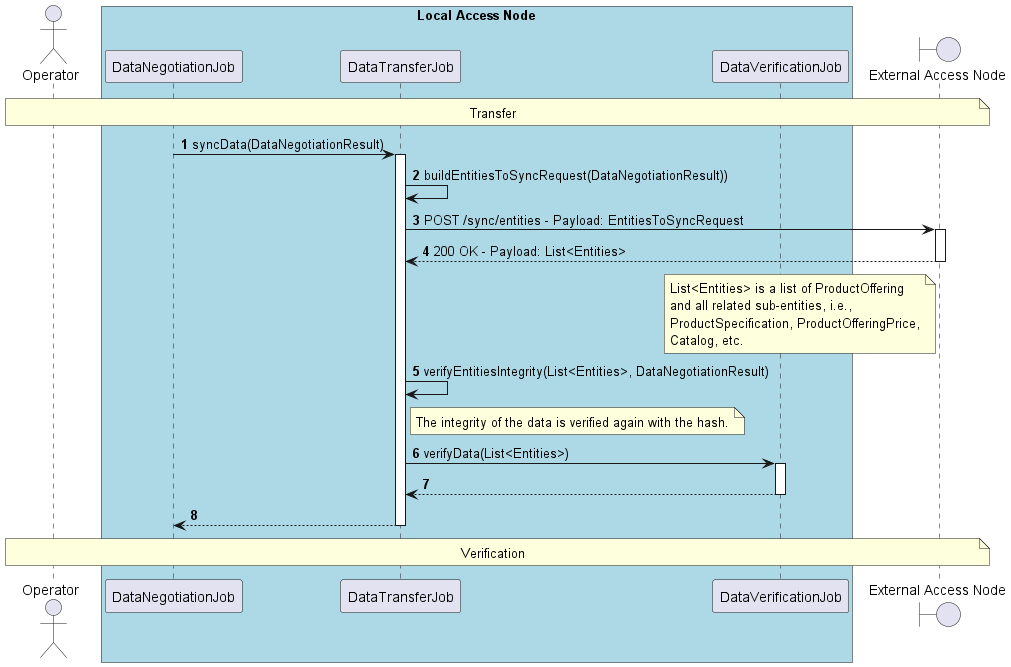 Local Access Node
Operator
DataNegotiationJob
DataTransferJob
DataVerificationJob
External Access Node
Transfer
1 syncData(DataNegotiationResult)
2 buildEntitiesToSyncRequest(DataNegotiationResult))
3 POST /sync/entities - Payload: EntitiesToSyncRequest
4 200 OK - Payload: List<Entities>
List<Entities> is a list of ProductOffering
and all related sub-entities, i.e.,
ProductSpecification, ProductOfferingPrice,
Catalog, etc.
5 verifyEntitiesIntegrity(List<Entities>, DataNegotiationResult)
The integrity of the data is verified again with the hash.
6 verifyData(List<Entities>)
7
8
Verification
Operator
DataNegotiationJob
DataTransferJob
DataVerificationJob
External Access Node